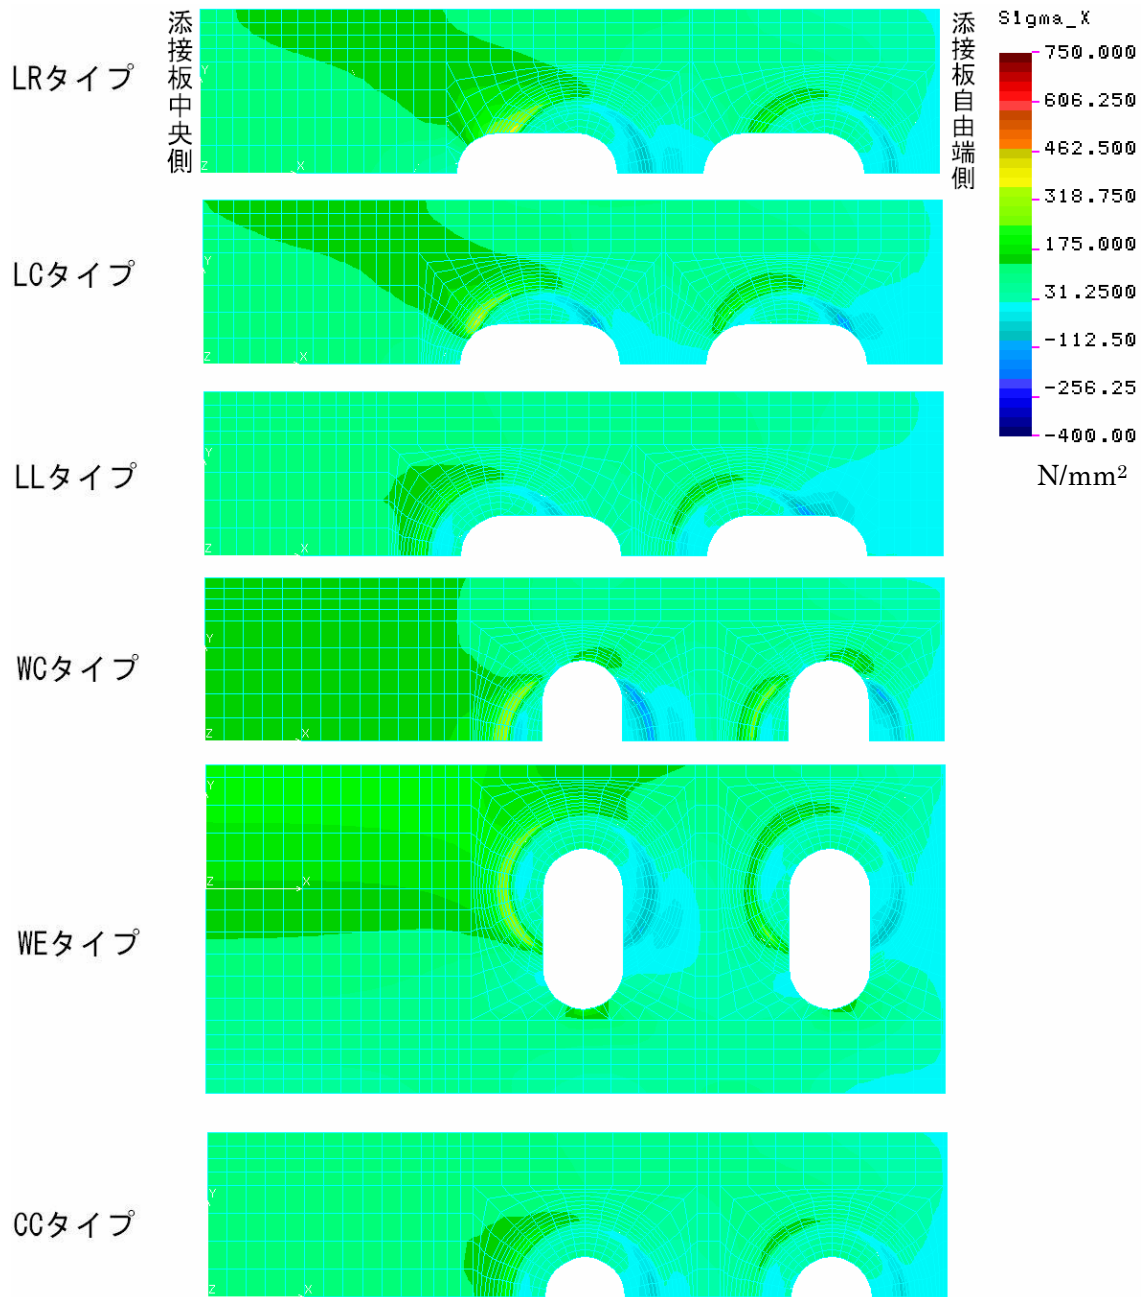 添接板中央側
添接板自由端側
S1gma_X
750.000
606.250
462.500
318.750
175.000
31.2500
-112.50
-256.25
-400.00
N/mm²
LRタイプ
Y
Z
X
LCタイプ
Y
Z
X
LLタイプ
Y
Z
X
WCタイプ
Y
Z
X
WEタイプ
Y
Z
X
CCタイプ
Y
Z
X